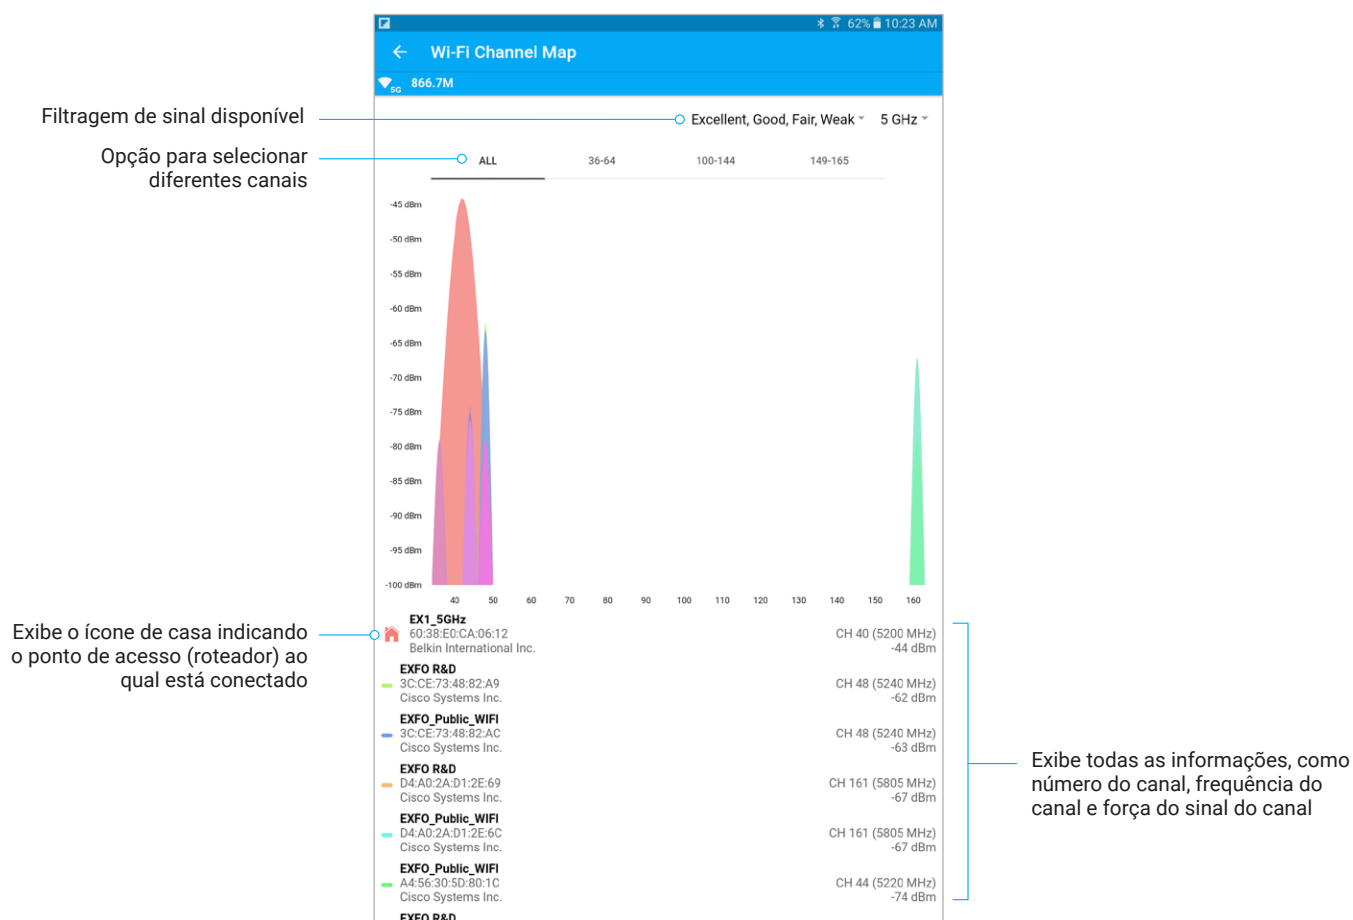 62% 10:23 AM
Wi-Fi Channel Map
5G 866.7M
Filtragem de sinal disponível
Excellent, Good, Fair, Weak 5 GHz
Opção para selecionar
diferentes canais
ALL 36-64 100-144 149-165
-45 dBm
-50 dBm
-55 dBm
-60 dBm
-65 dBm
-70 dBm
-75 dBm
-80 dBm
-85 dBm
-90 dBm
-95 dBm
-100 dBm
40 50 60 70 80 90 100 110 120 130 140 150 160
Exibe o ícone de casa indicando
o ponto de acesso (roteador) ao
qual está conectado
EX1_5GHz
60:38:E0:CA:06:12 CH 40 (5200 MHz)
Belkin International Inc. -44 dBm
EXFO R&D
3C:CE:73:48:82:A9 CH 48 (5240 MHz)
Cisco Systems Inc. -62 dBm
EXFO_Public_WIFI
3C:CE:73:48:82:AC CH 48 (5240 MHz)
Cisco Systems Inc. -63 dBm
EXFO R&D
D4:A0:2A:D1:2E:69 CH 161 (5805 MHz)
Cisco Systems Inc. -67 dBm
EXFO_Public_WIFI
D4:A0:2A:D1:2E:6C CH 161 (5805 MHz)
Cisco Systems Inc. -67 dBm
EXFO_Public_WIFI
A4:56:30:5D:80:1C CH 44 (5220 MHz)
Cisco Systems Inc. -74 dBm
EXFO R&D
Exibe todas as informações, como
número do canal, frequência do
canal e força do sinal do canal